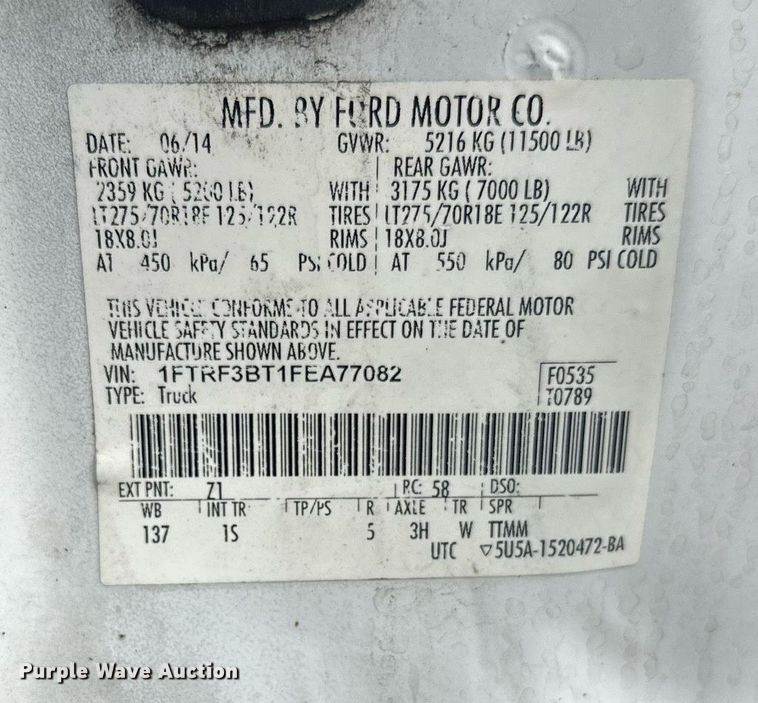 MFD. BY FORD MOTOR CO.
DATE: 06/14 GVWR: 5216 KG (11500 LB)
FRONT GAWR: REAR GAWR:
2359 KG ( 5200 LB) WITH 3175 KG ( 7000 LB) WITH
LT275/70R18E 125/122R TIRES LT275/70R18E 125/122R TIRES
18X8.0J RIMS 18X8.0J RIMS
AT 450 kPa/ 65 PSI COLD AT 550 kPa/ 80 PSI COLD
THIS VEHICLE CONFORMS TO ALL APPLICABLE FEDERAL MOTOR
VEHICLE SAFETY STANDARDS IN EFFECT ON THE DATE OF
MANUFACTURE SHOWN ABOVE.
VIN: 1FTRF3BT1FEA77082 F0535
TYPE: Truck T0789
EXT PNT: Z1 RC: 58 DSO:
WB INT TR TP/PS R AXLE TR SPR
137 1S 5 3H W TTMM
UTC ▽5U5A-1520472-BA
Purple Wave Auction